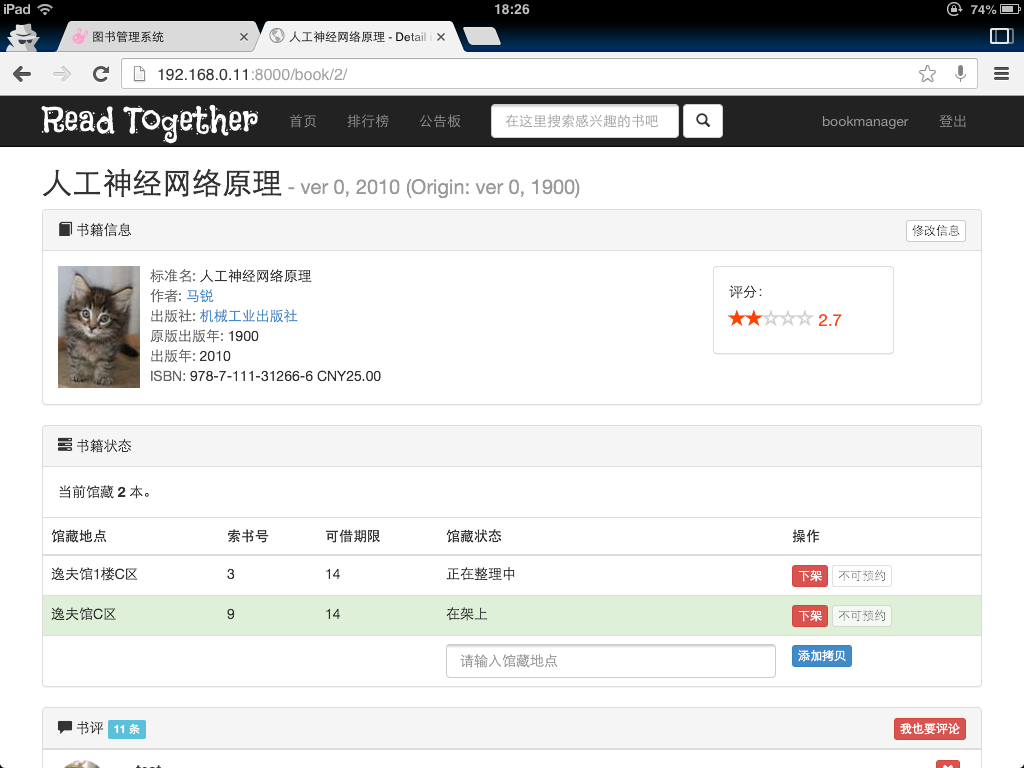 iPad 18:26 74%
图书管理系统 人工神经网络原理 - Detail
192.168.0.11:8000/book/2/
Read Together 首页 排行榜 公告板 在这里搜索感兴趣的书吧 bookmanager 登出
人工神经网络原理 - ver 0, 2010 (Origin: ver 0, 1900)
书籍信息 修改信息
标准名: 人工神经网络原理
作者: 马锐
出版社: 机械工业出版社
原版出版年: 1900
出版年: 2010
ISBN: 978-7-111-31266-6 CNY25.00
评分:
2.7
书籍状态
当前馆藏 2 本。
馆藏地点 索书号 可借期限 馆藏状态 操作
逸夫馆1楼C区 3 14 正在整理中 下架 不可预约
逸夫馆C区 9 14 在架上 下架 不可预约
请输入馆藏地点 添加拷贝
书评 11 条 我也要评论